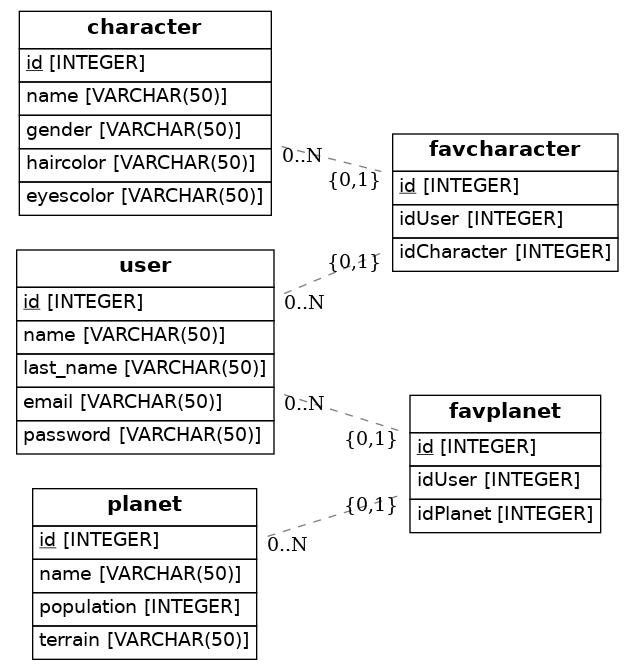 character
id [INTEGER]
name [VARCHAR(50)]
gender [VARCHAR(50)]
haircolor [VARCHAR(50)]
eyescolor [VARCHAR(50)]
0..N
{0,1}
favcharacter
id [INTEGER]
idUser [INTEGER]
idCharacter [INTEGER]
user
id [INTEGER]
name [VARCHAR(50)]
last_name [VARCHAR(50)]
email [VARCHAR(50)]
password [VARCHAR(50)]
{0,1}
0..N
0..N
{0,1}
favplanet
id [INTEGER]
idUser [INTEGER]
idPlanet [INTEGER]
planet
id [INTEGER]
name [VARCHAR(50)]
population [INTEGER]
terrain [VARCHAR(50)]
{0,1}
0..N